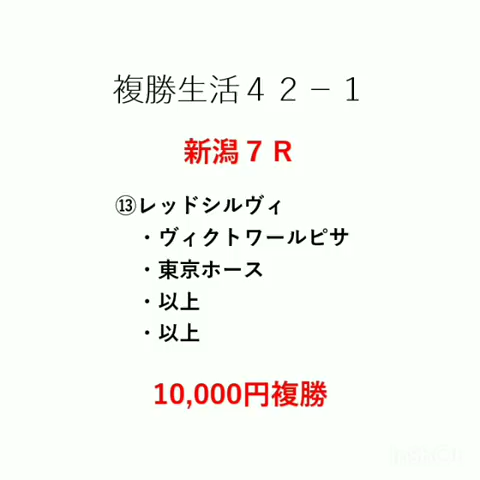 複勝生活４２－１
新潟７Ｒ
⑬レッドシルヴィ
・ヴィクトワールピサ
・東京ホース
・以上
・以上
10,000円複勝